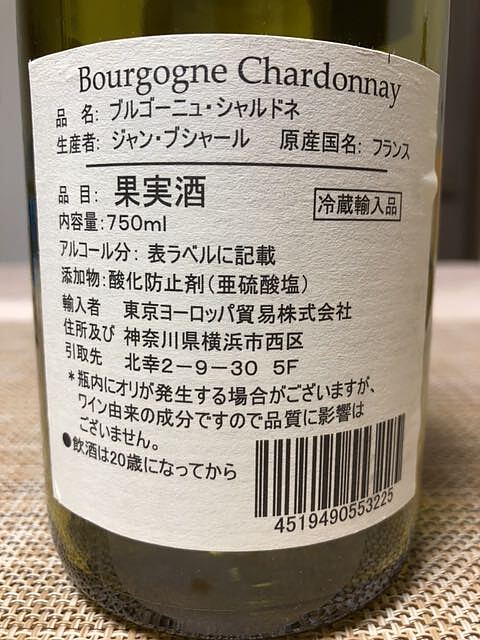 Bourgogne Chardonnay
品 名: ブルゴーニュ・シャルドネ
生産者: ジャン・ブシャール 原産国名: フランス
品 目: 果実酒 冷蔵輸入品
内容量:750ml
アルコール分: 表ラベルに記載
添加物:酸化防止剤(亜硫酸塩)
輸入者 東京ヨーロッパ貿易株式会社
住所及び 神奈川県横浜市西区
引取先 北幸2-9-30 5F
*瓶内にオリが発生する場合がございますが、
ワイン由来の成分ですので品質に影響は
ございません。
●飲酒は20歳になってから
4519490553225